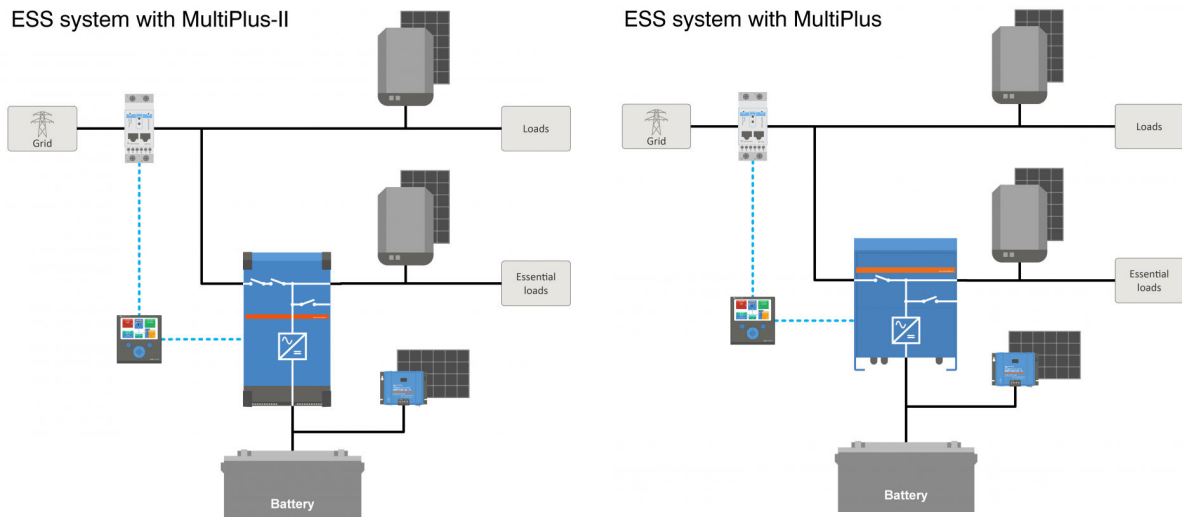 ESS system with MultiPlus-II
Grid
Loads
Essential
loads
Battery
ESS system with MultiPlus
Grid
Loads
Essential
loads
Battery